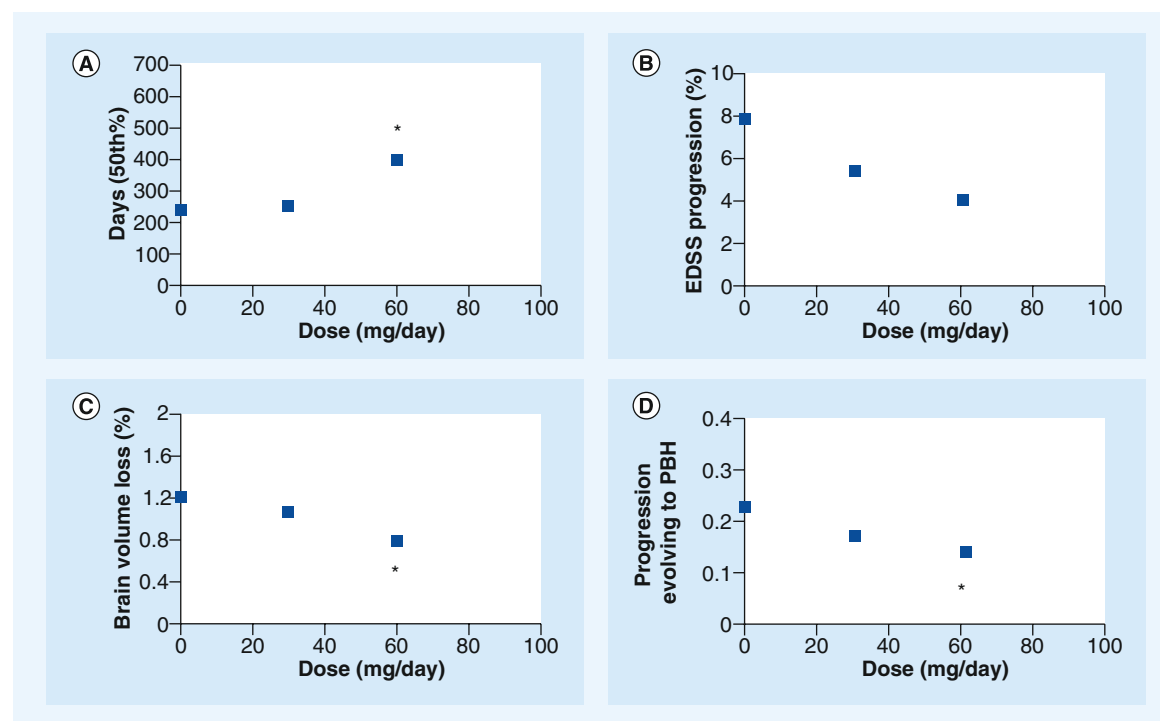 A
Days (50th%)
700
600
500
400
300
200
100
0
*
0 20 40 60 80 100
Dose (mg/day)
B
EDSS progression (%)
10
8
6
4
2
0
0 20 40 60 80 100
Dose (mg/day)
C
Brain volume loss (%)
2
1.6
1.2
0.8
0.4
0
*
0 20 40 60 80 100
Dose (mg/day)
D
Progression
evolving to PBH
0.4
0.3
0.2
0.1
0
*
0 20 40 60 80 100
Dose (mg/day)